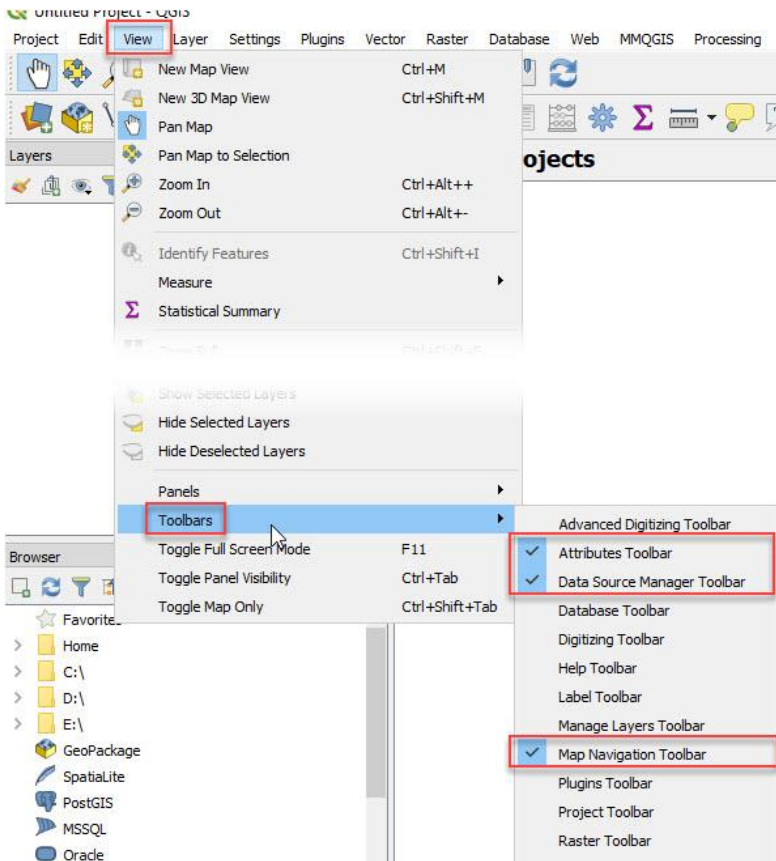 Untitled Project - QGIS
Project Edit View Layer Settings Plugins Vector Raster Database Web MMQGIS Processing
New Map View Ctrl+M
New 3D Map View Ctrl+Shift+M
Pan Map
Layers
Pan Map to Selection
ojects
Zoom In Ctrl+Alt++
Zoom Out Ctrl+Alt+-
Identify Features Ctrl+Shift+I
Measure
Statistical Summary
Show Selected Layers
Hide Selected Layers
Hide Deselected Layers
Panels
Toolbars
Toggle Full Screen Mode F11
Toggle Panel Visibility Ctrl+Tab
Toggle Map Only Ctrl+Shift+Tab
Advanced Digitizing Toolbar
Attributes Toolbar
Data Source Manager Toolbar
Database Toolbar
Digitizing Toolbar
Help Toolbar
Label Toolbar
Manage Layers Toolbar
Map Navigation Toolbar
Plugins Toolbar
Project Toolbar
Raster Toolbar
Browser
Favorites
Home
C:\
D:\
E:\
GeoPackage
SpatiaLite
PostGIS
MSSQL
Oracle